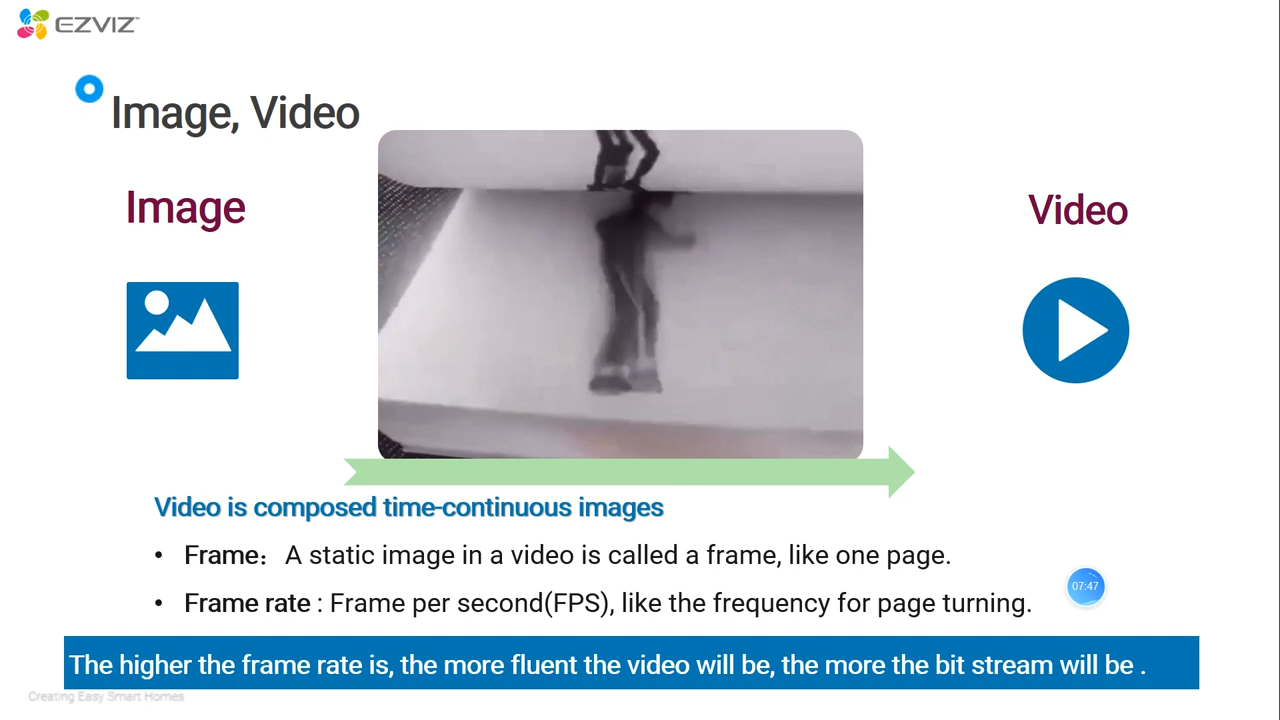 EZVIZ
Image, Video
Image
Video
Video is composed time-continuous images
• Frame： A static image in a video is called a frame, like one page.
• Frame rate : Frame per second(FPS), like the frequency for page turning.
07:47
The higher the frame rate is, the more fluent the video will be, the more the bit stream will be .
Creating Easy Smart Homes